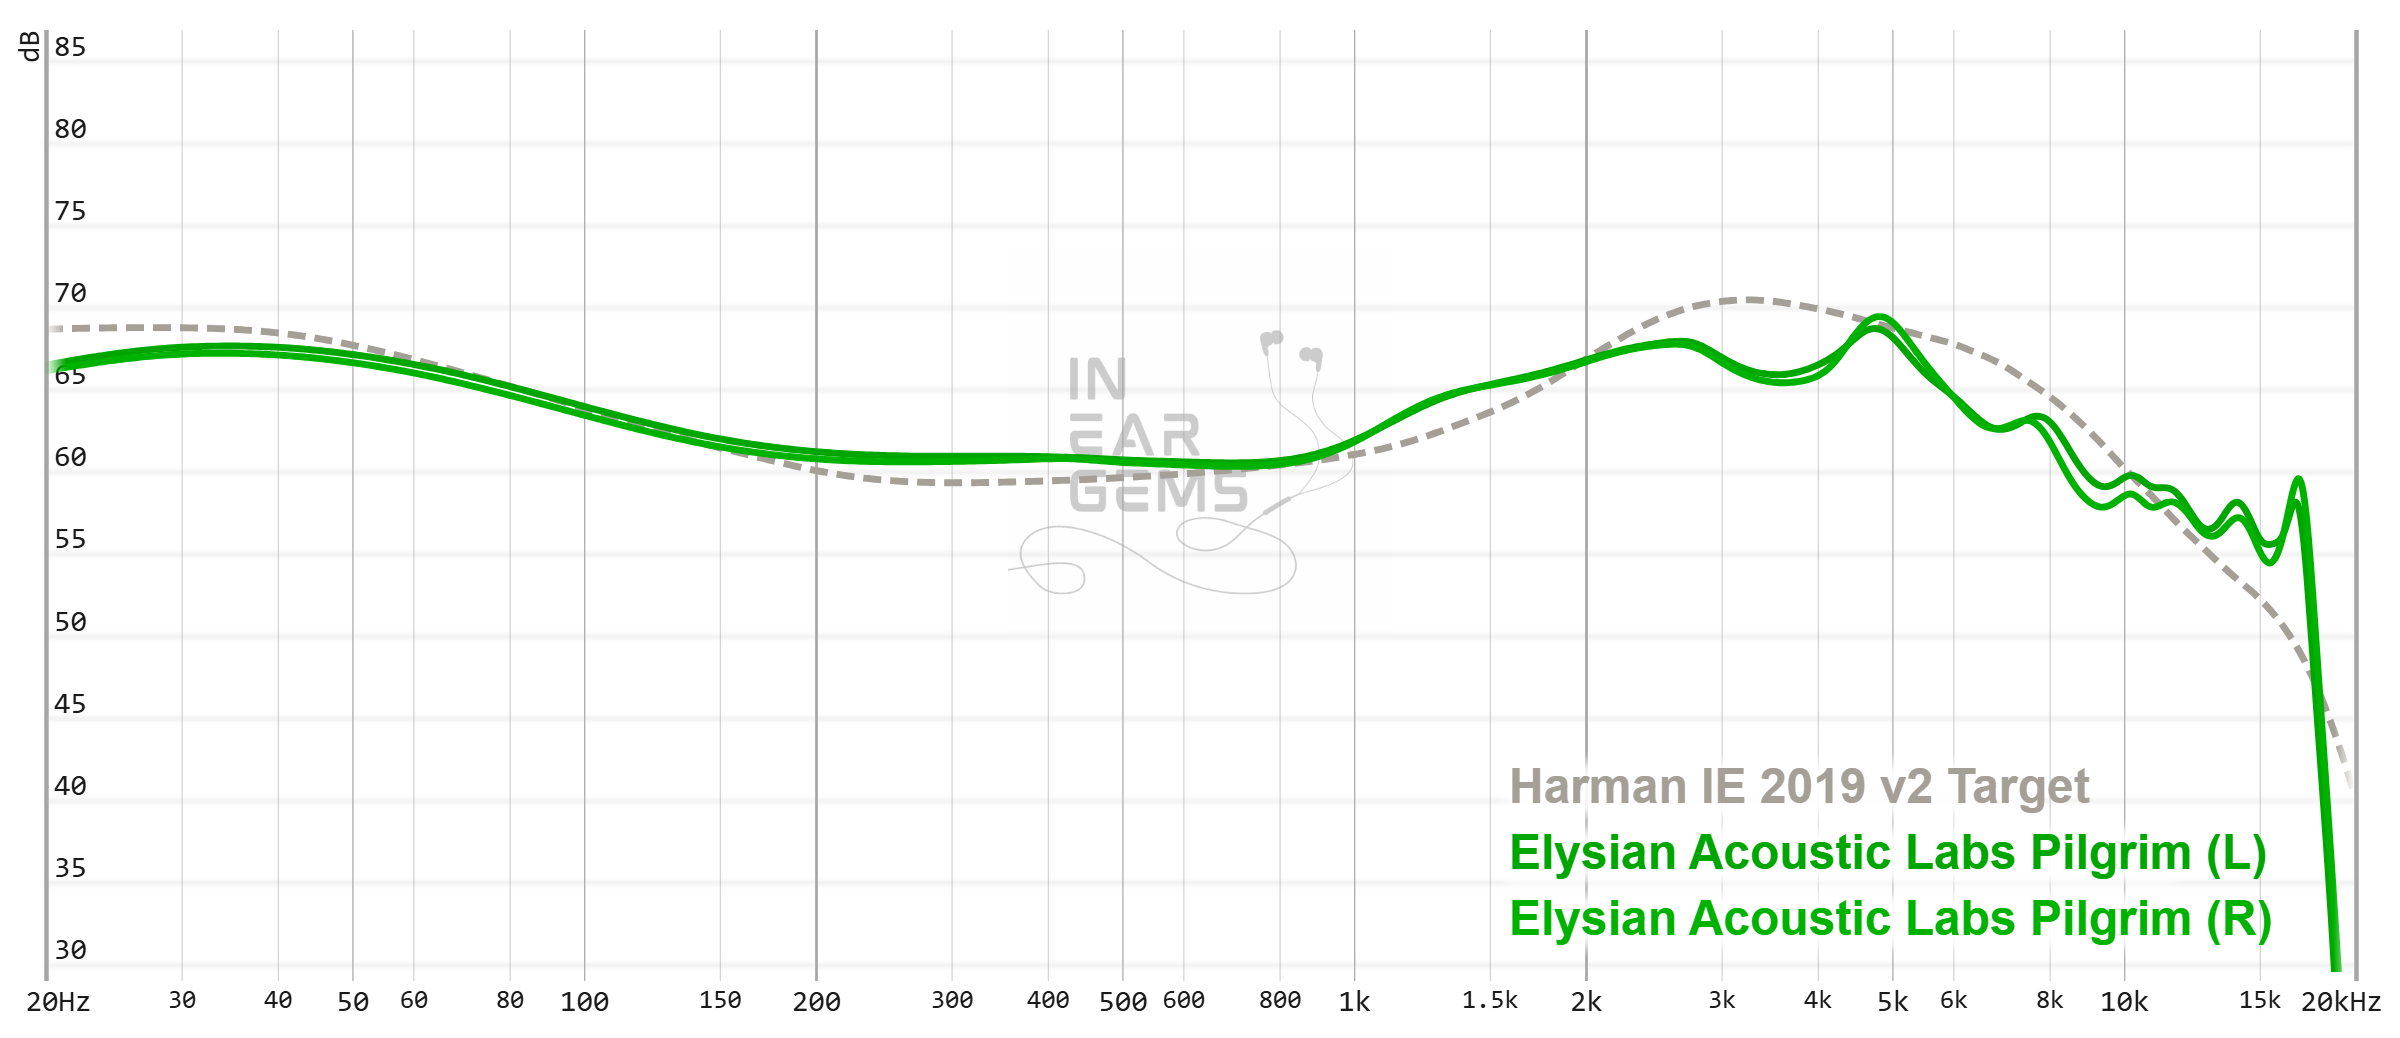 dB
85
80
75
70
65
60
55
50
45
40
35
30
IN
EAR
GEMS
Harman IE 2019 v2 Target
Elysian Acoustic Labs Pilgrim (L)
Elysian Acoustic Labs Pilgrim (R)
20Hz 30 40 50 60 80 100 150 200 300 400 500 600 800 1k 1.5k 2k 3k 4k 5k 6k 8k 10k 15k 20kHz